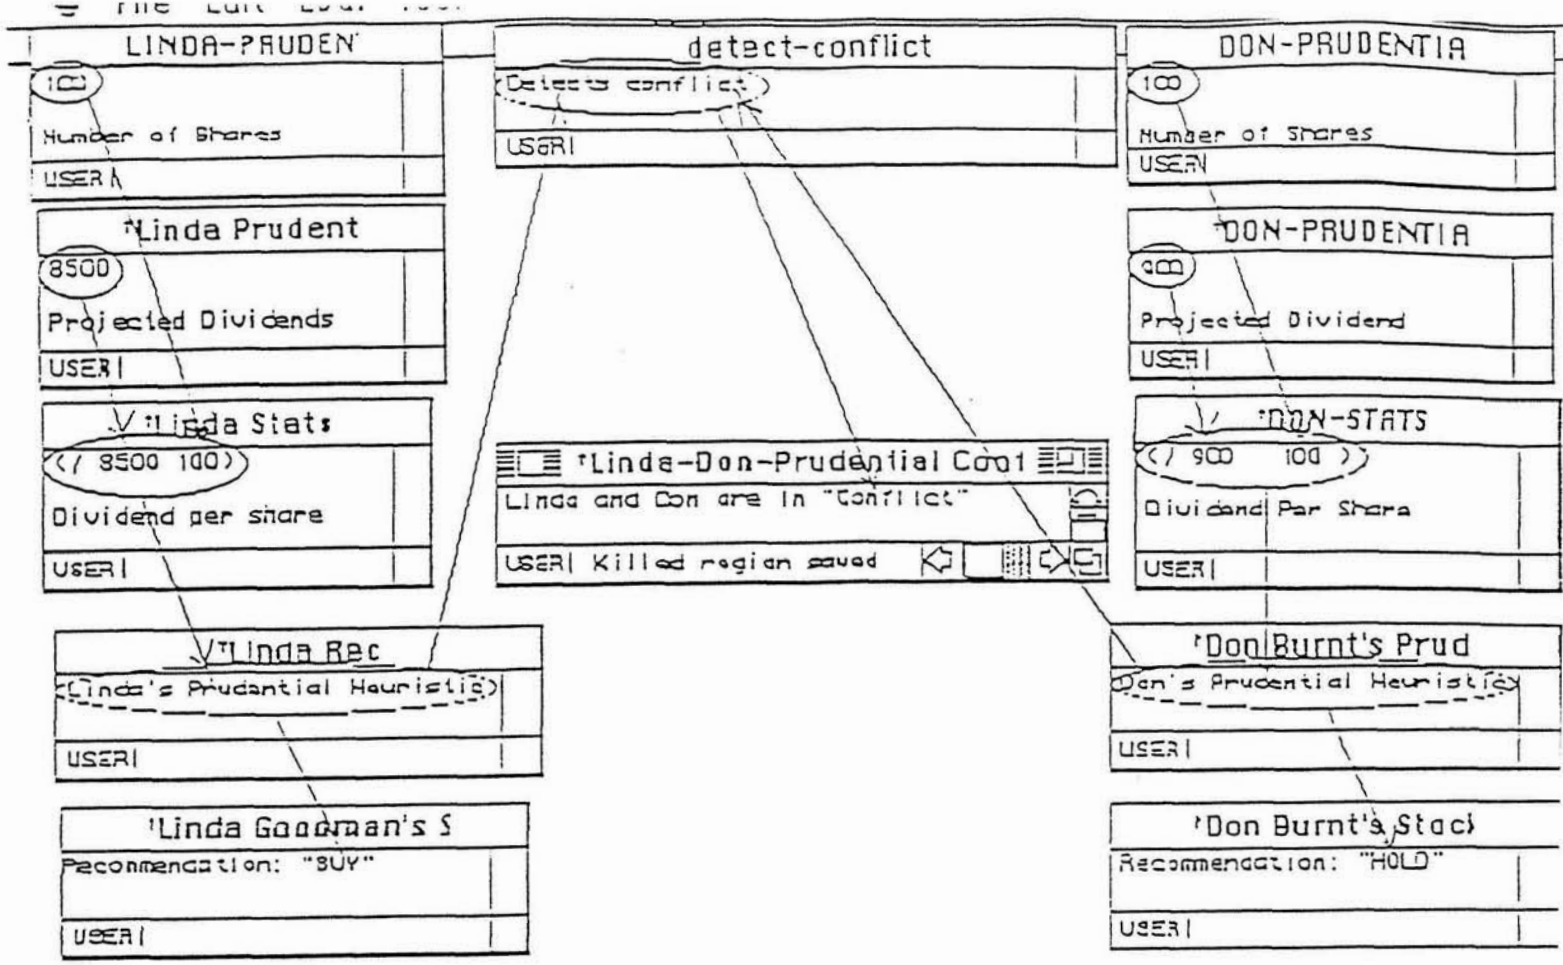 File Edit
LINDA-PRUDEN
100
Number of Shares
USER
*Linda Prudent
8500
Projected Dividends
USER
*Linda Stats
(/ 8500 100)
Dividend per share
USER
*Linda Rec
Linda's Prudential Heuristic
USER
*Linda Goodman's S
Recommendation: "BUY"
USER
detect-conflict
Detects conflict
USER
*Linda-Don-Prudential Conf
Linda and Don are in "Conflict"
USER Killed region saved
DON-PRUDENTIA
100
Number of Shares
USER
*DON-PRUDENTIA
900
Projected Dividend
USER
*DON-STATS
(/ 900 100 )
Dividend Per Share
USER
*Don Burnt's Prud
Don's Prudential Heuristic
USER
*Don Burnt's Stock
Recommendation: "HOLD"
USER